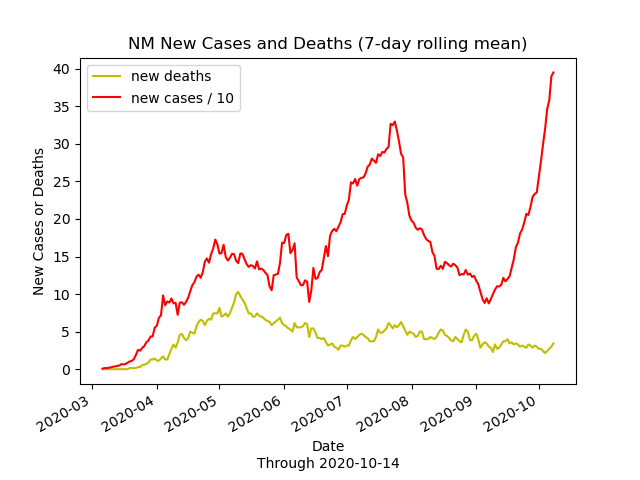 NM New Cases and Deaths (7-day rolling mean)
new deaths
new cases / 10
New Cases or Deaths
40
35
30
25
20
15
10
5
0
2020-03
2020-04
2020-05
2020-06
2020-07
2020-08
2020-09
2020-10
Date
Through 2020-10-14